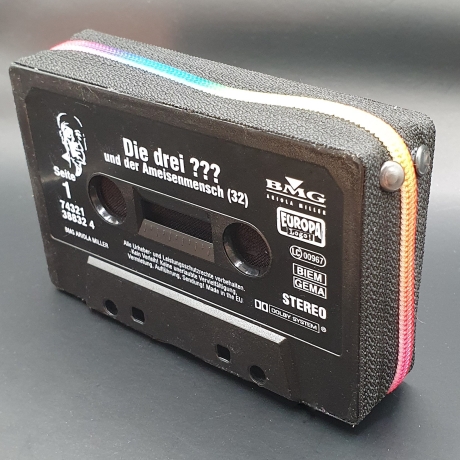 Die drei ???
und der Ameisenmensch (32)
Seite
1
74321
38832 4
BMG ARIOLA MILLER
BMG
ARIOLA MILLER
EUROPA
Logo!!
LC 00967
BIEM
GEMA
STEREO
DOLBY SYSTEM ®
Alle Urheber- und Leistungsschutzrechte vorbehalten.
Kein Verleih! Keine unerlaubte Vervielfältigung,
Vermietung, Aufführung, Sendung! Made in the EU